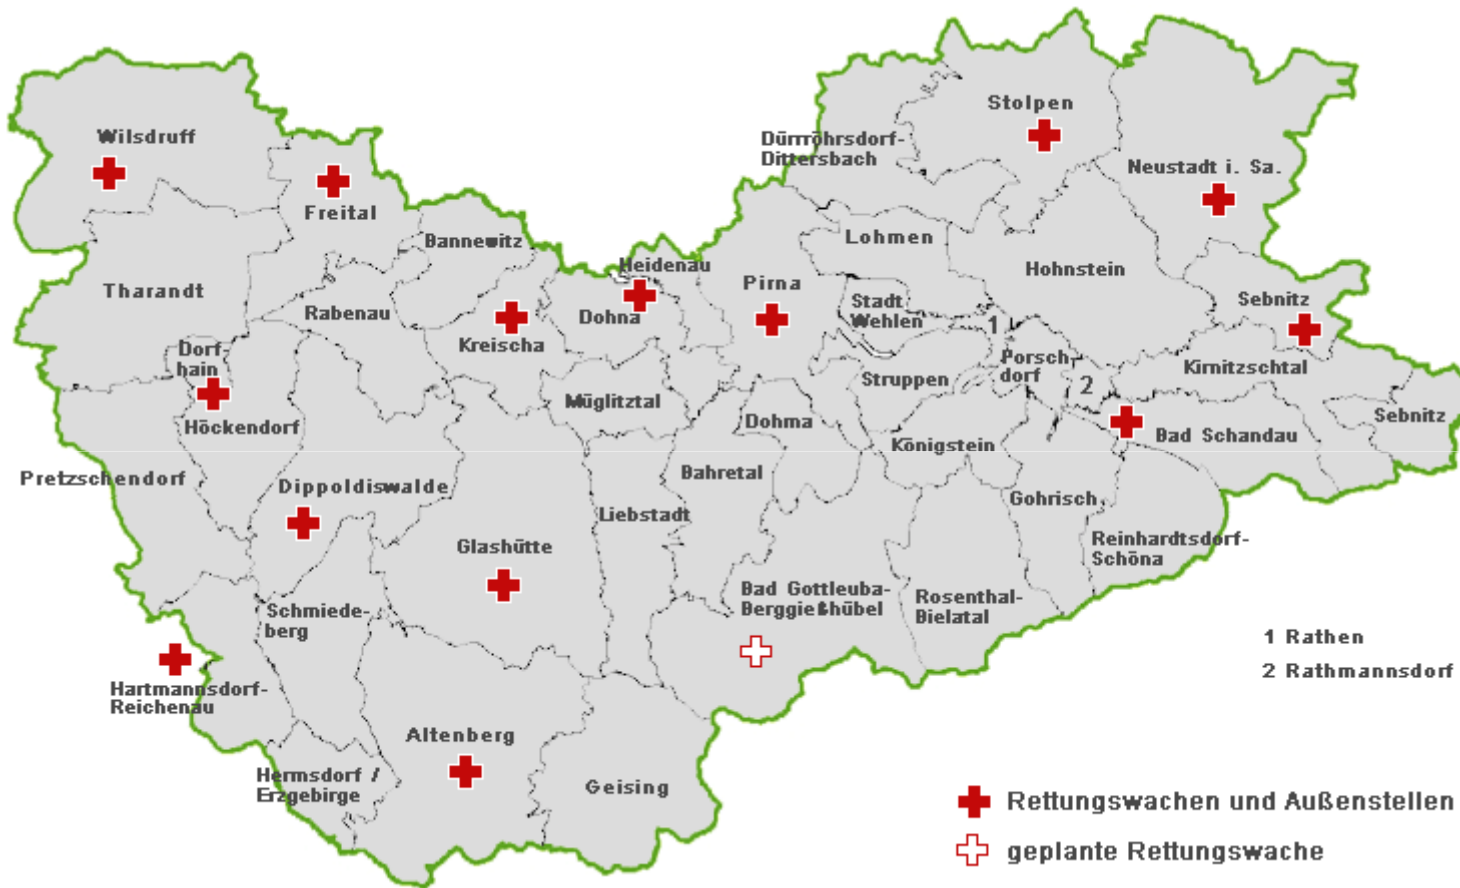 Stolpen
Wilsdruff
Dürrröhrsdorf-
Dittersbach
Neustadt i. Sa.
Freital
Bannewitz
Lohmen
Heidenau
Hohnstein
Tharandt
Pirna
Rabenau
Dohna
Stadt
Wehlen
1
Sebnitz
Kreischa
Dorf-
hain
Porsch
dorf
Kirnitzschtal
Struppen
2
Müglitztal
Höckendorf
Dohma
Sebnitz
Königstein
Bad Schandau
Pretzschendorf
Bahretal
Dippoldiswalde
Gohrisch
Liebstadt
Glashütte
Reinhardtsdorf-
Schöna
Bad Gottleuba-
Berggießhübel
Rosenthal-
Bielatal
Schmiede-
berg
1 Rathen
2 Rathmannsdorf
Hartmannsdorf-
Reichenau
Altenberg
Hermsdorf /
Erzgebirge
Geising
Rettungswachen und Außenstellen
geplante Rettungswache